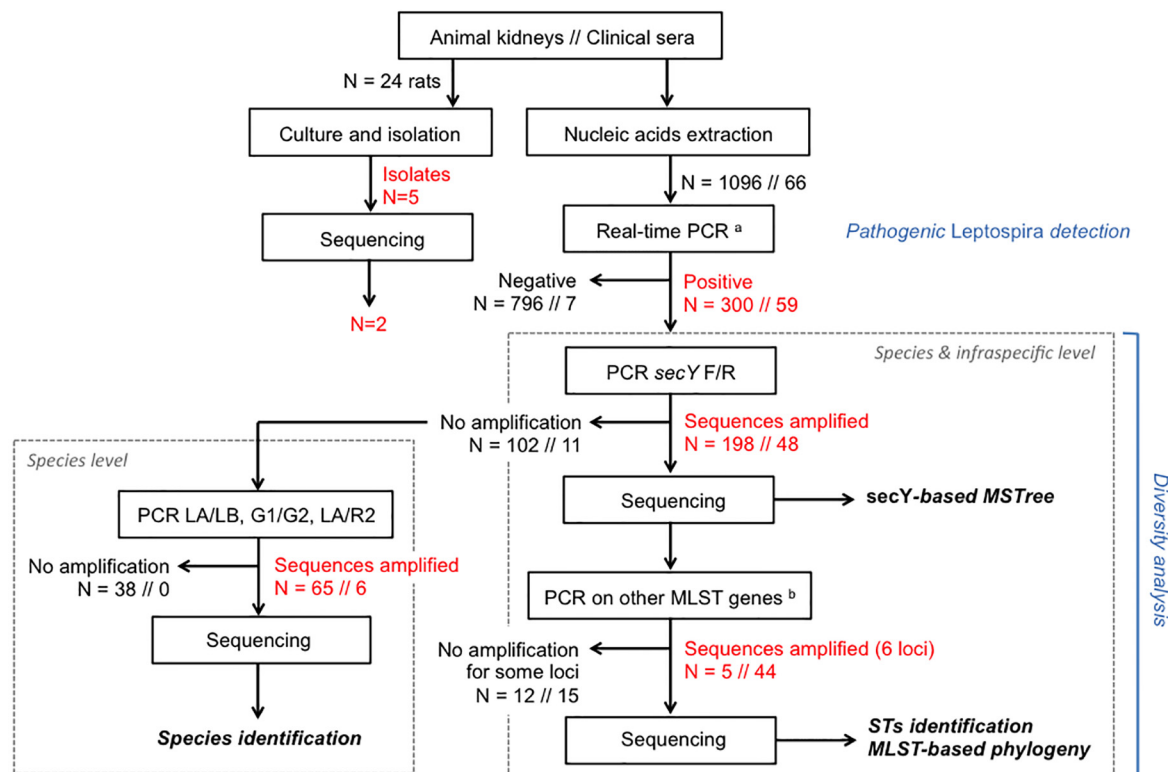 Animal kidneys // Clinical sera
N = 24 rats
Culture and isolation
Nucleic acids extraction
Isolates
N=5
N = 1096 // 66
Sequencing
Real-time PCR a
Pathogenic Leptospira detection
Negative
N = 796 // 7
Positive
N = 300 // 59
N=2
Species & infraspecific level
PCR secY F/R
No amplification
N = 102 // 11
Sequences amplified
N = 198 // 48
Species level
Sequencing
secY-based MSTree
PCR LA/LB, G1/G2, LA/R2
No amplification
N = 38 // 0
Sequences amplified
N = 65 // 6
PCR on other MLST genes b
Sequencing
No amplification
for some loci
N = 12 // 15
Sequences amplified (6 loci)
N = 5 // 44
Species identification
Sequencing
STs identification
MLST-based phylogeny
Diversity analysis